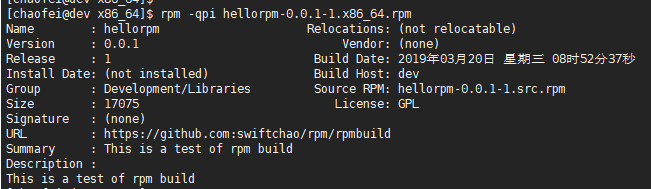 [chaofei@dev x86_64]$
[chaofei@dev x86_64]$ rpm -qpi hellorpm-0.0.1-1.x86_64.rpm
Name        : hellorpm                     Relocations: (not relocatable)
Version     : 0.0.1                             Vendor: (none)
Release     : 1                             Build Date: 2019年03月20日 星期三 08时52分37秒
Install Date: (not installed)               Build Host: dev
Group       : Development/Libraries         Source RPM: hellorpm-0.0.1-1.src.rpm
Size        : 17075                            License: GPL
Signature   : (none)
URL         : https://github.com:swiftchao/rpm/rpmbuild
Summary     : This is a test of rpm build
Description :
This is a test of rpm build